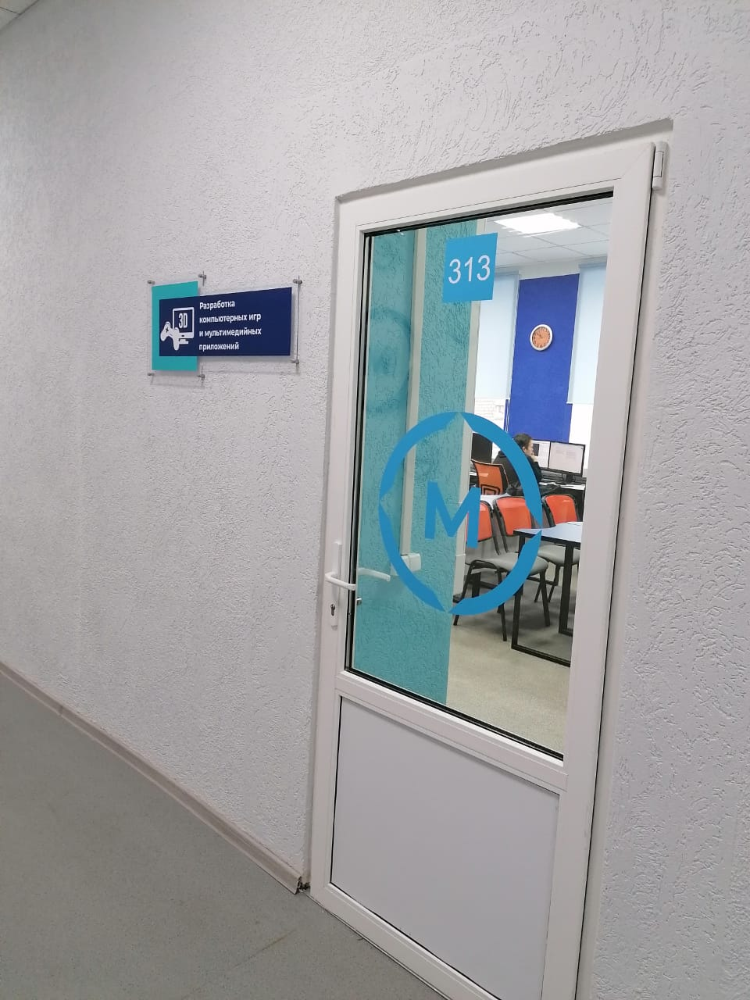 3D
Разработка
компьютерных игр
и мультимедийных
приложений
313
М